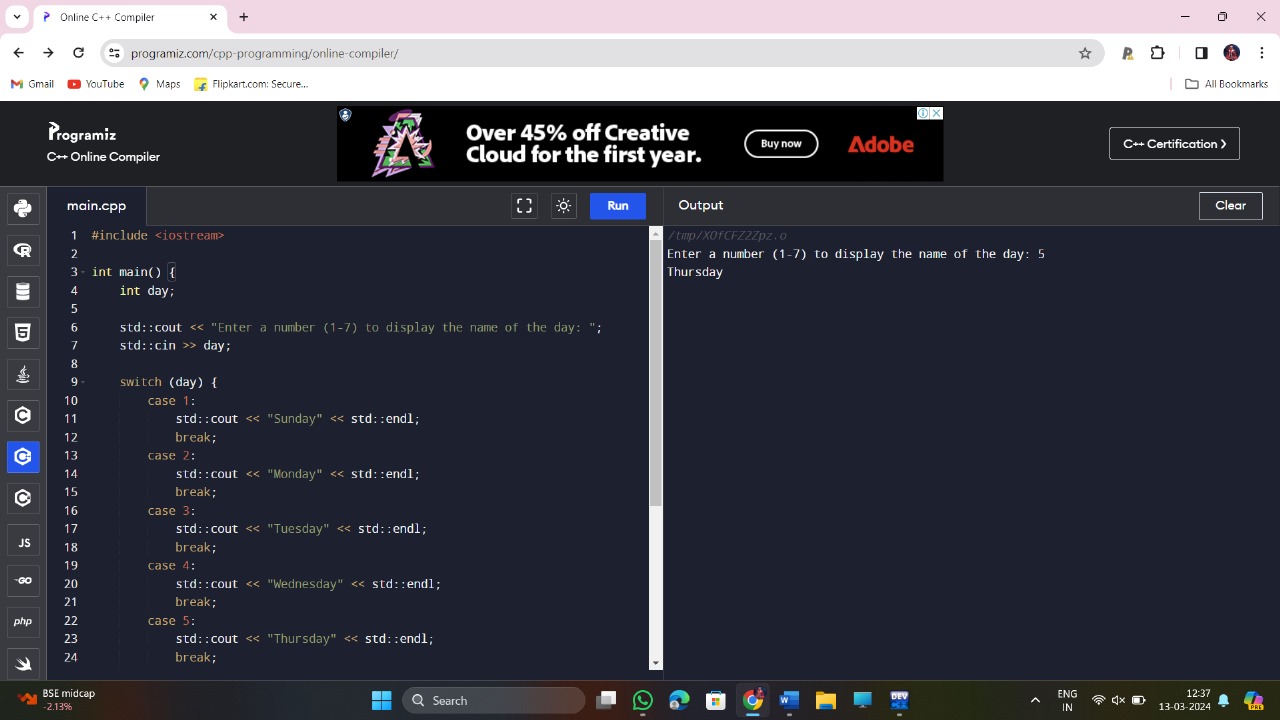 Online C++ Compiler
programiz.com/cpp-programming/online-compiler/
Gmail YouTube Maps Flipkart.com: Secure... All Bookmarks
Programiz
C++ Online Compiler
Over 45% off Creative
Cloud for the first year.
Buy now
Adobe
C++ Certification
main.cpp
Run
Output
Clear
1 #include <iostream>
2
3 int main() {
4 int day;
5
6 std::cout << "Enter a number (1-7) to display the name of the day: ";
7 std::cin >> day;
8
9 switch (day) {
10 case 1:
11 std::cout << "Sunday" << std::endl;
12 break;
13 case 2:
14 std::cout << "Monday" << std::endl;
15 break;
16 case 3:
17 std::cout << "Tuesday" << std::endl;
18 break;
19 case 4:
20 std::cout << "Wednesday" << std::endl;
21 break;
22 case 5:
23 std::cout << "Thursday" << std::endl;
24 break;
/tmp/XOfCFZ2Zpz.o
Enter a number (1-7) to display the name of the day: 5
Thursday
JS
GO
php
BSE midcap
-2.13%
Search
DEV
ENG
IN
12:37
13-03-2024
PRE